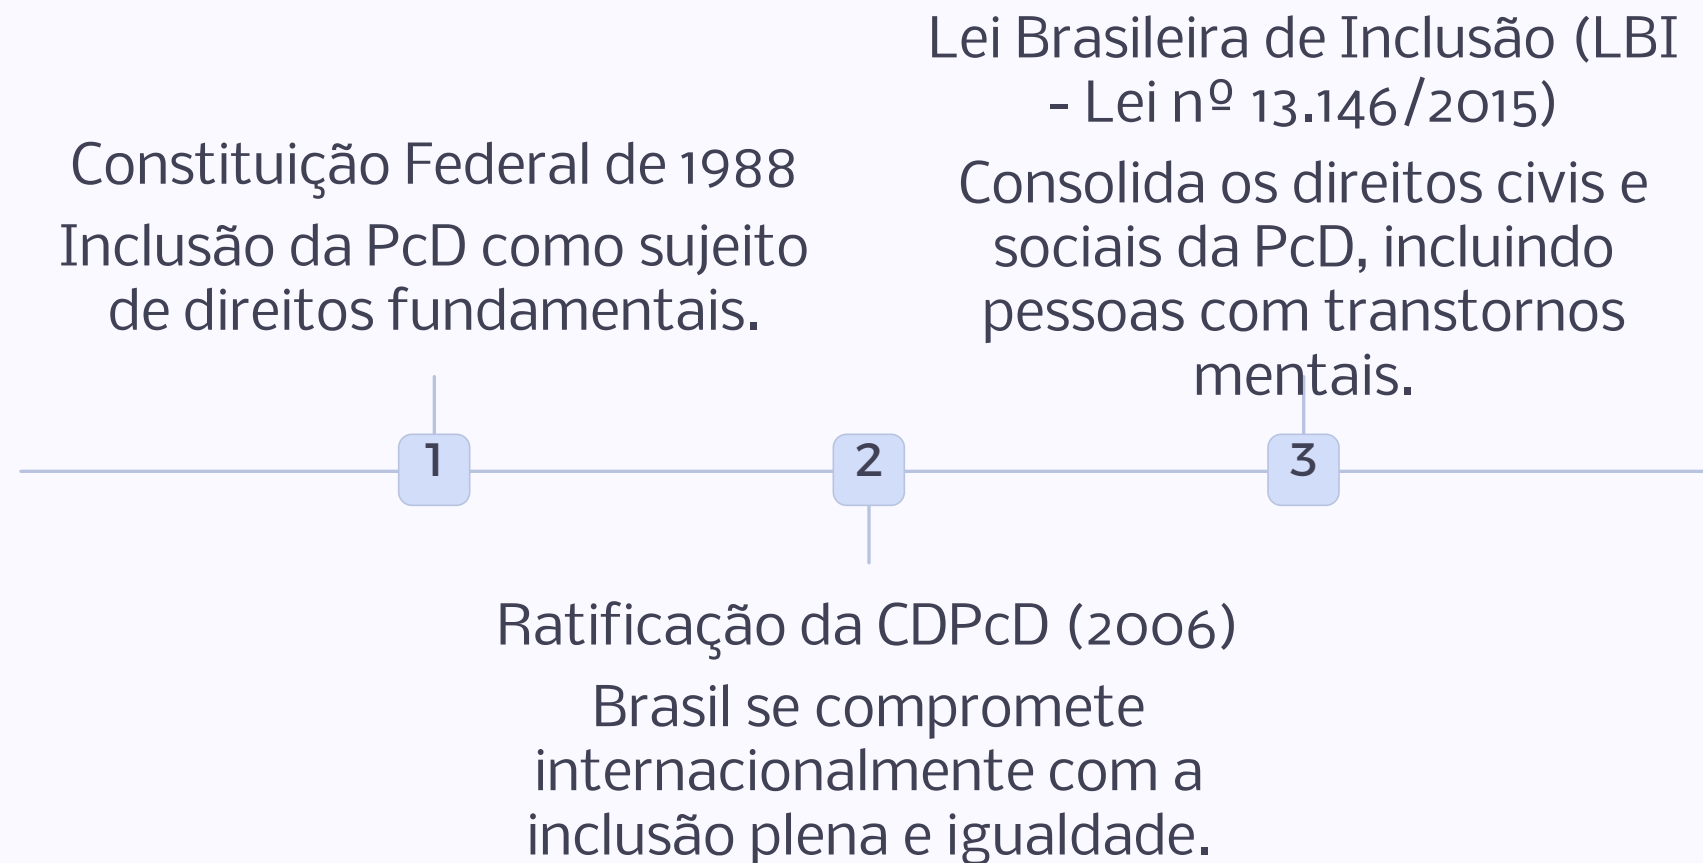 Constituição Federal de 1988
Inclusão da PcD como sujeito
de direitos fundamentais.
1
Ratificação da CDPcD (2006)
Brasil se compromete
internacionalmente com a
inclusão plena e igualdade.
2
Lei Brasileira de Inclusão (LBI
- Lei nº 13.146/2015)
Consolida os direitos civis e
sociais da PcD, incluindo
pessoas com transtornos
mentais.
3